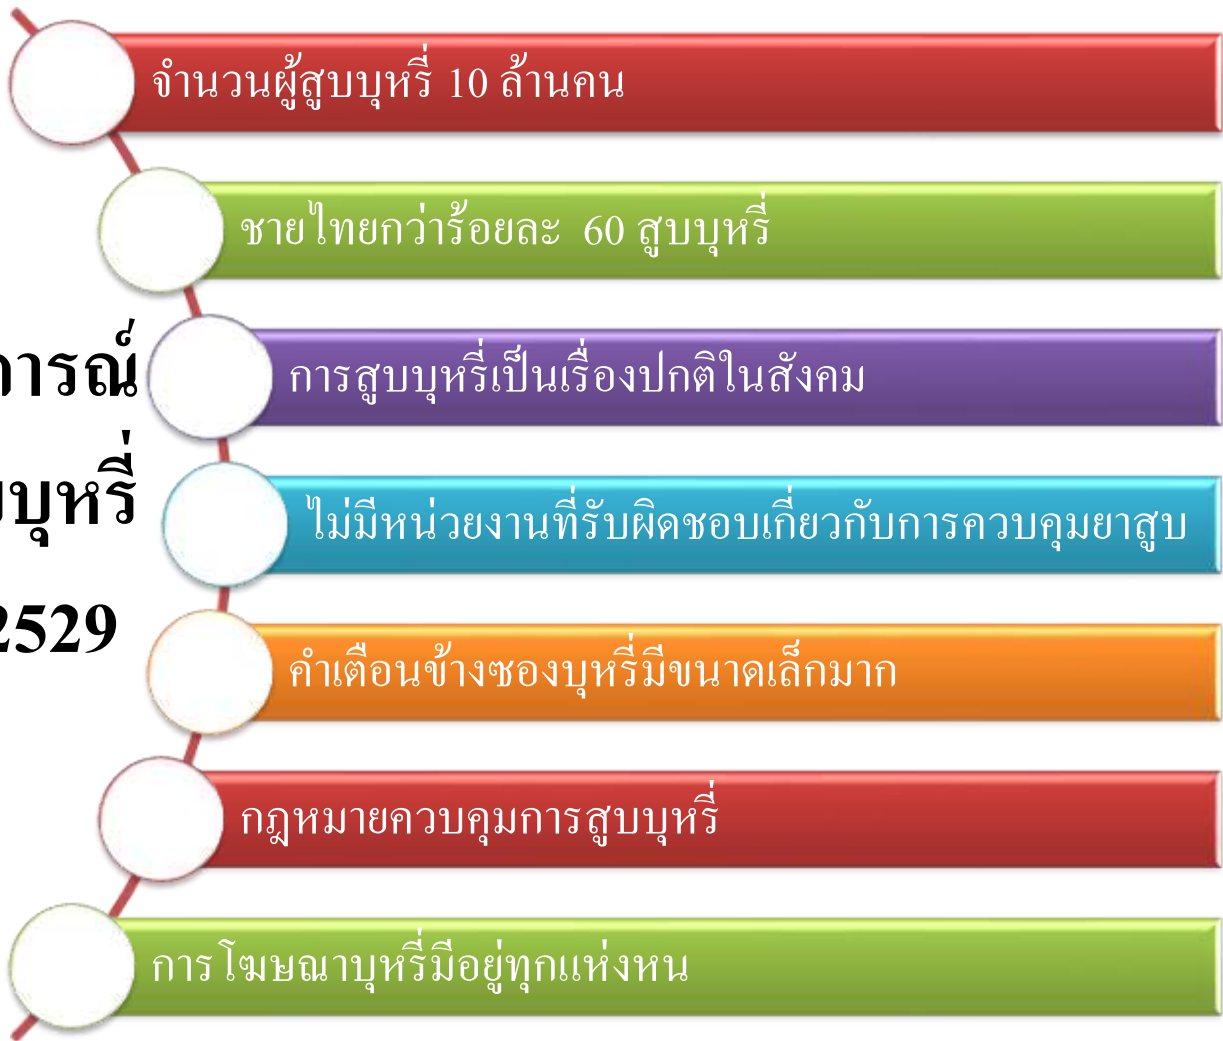 จำนวนผู้สูบบุหรี่ 10 ล้านคน
ชายไทยกว่าร้อยละ 60 สูบบุหรี่
การสูบบุหรี่เป็นเรื่องปกติในสังคม
ไม่มีหน่วยงานที่รับผิดชอบเกี่ยวกับการควบคุมยาสูบ
คำเตือนข้างซองบุหรี่มีขนาดเล็กมาก
กฎหมายควบคุมการสูบบุหรี่
การโฆษณาบุหรี่มีอยู่ทุกแห่งหน
การณ์
บุหรี่
2529